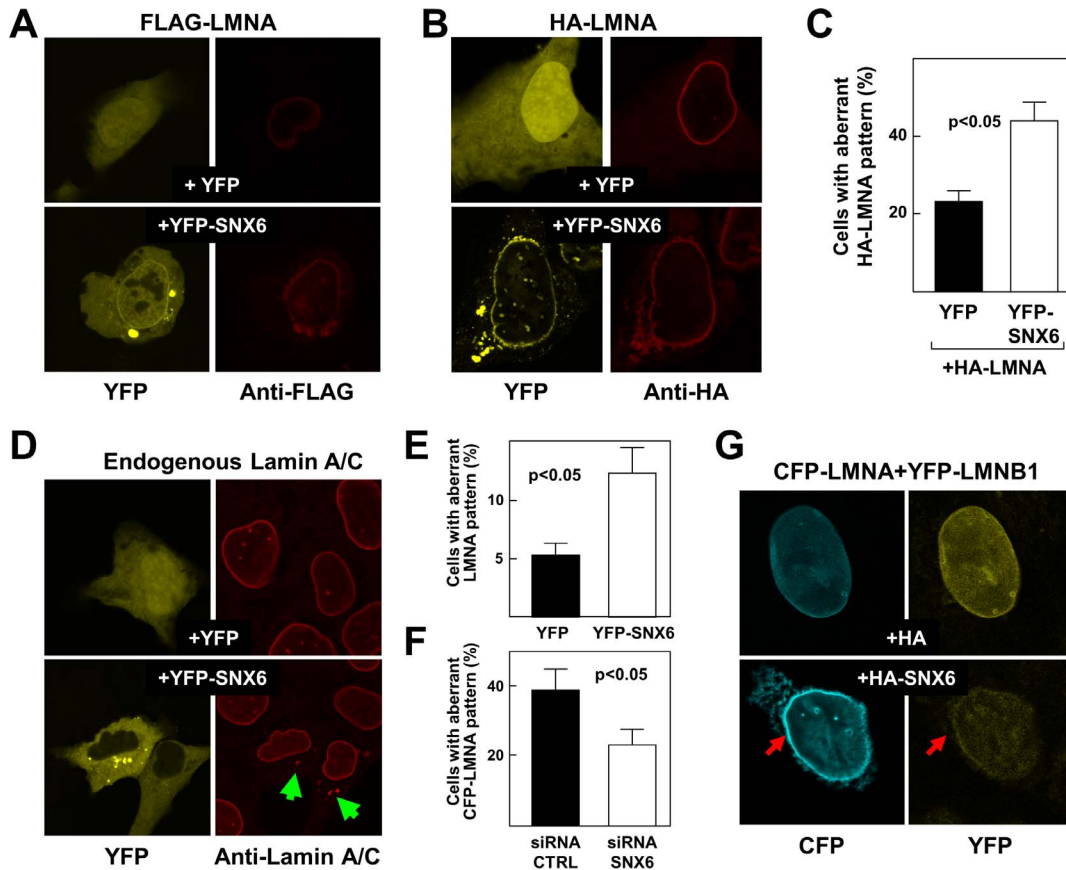 A
FLAG-LMNA
+ YFP
+YFP-SNX6
YFP
Anti-FLAG
B
HA-LMNA
+ YFP
+YFP-SNX6
YFP
Anti-HA
C
Cells with aberrant
HA-LMNA pattern (%)
40
20
p<0.05
YFP
YFP-
SNX6
+HA-LMNA
D
Endogenous Lamin A/C
+YFP
+YFP-SNX6
YFP
Anti-Lamin A/C
E
Cells with aberrant
LMNA pattern (%)
10
5
p<0.05
YFP
YFP-SNX6
F
Cells with aberrant
CFP-LMNA pattern (%)
40
20
p<0.05
siRNA
CTRL
siRNA
SNX6
G
CFP-LMNA+YFP-LMNB1
+HA
+HA-SNX6
CFP
YFP